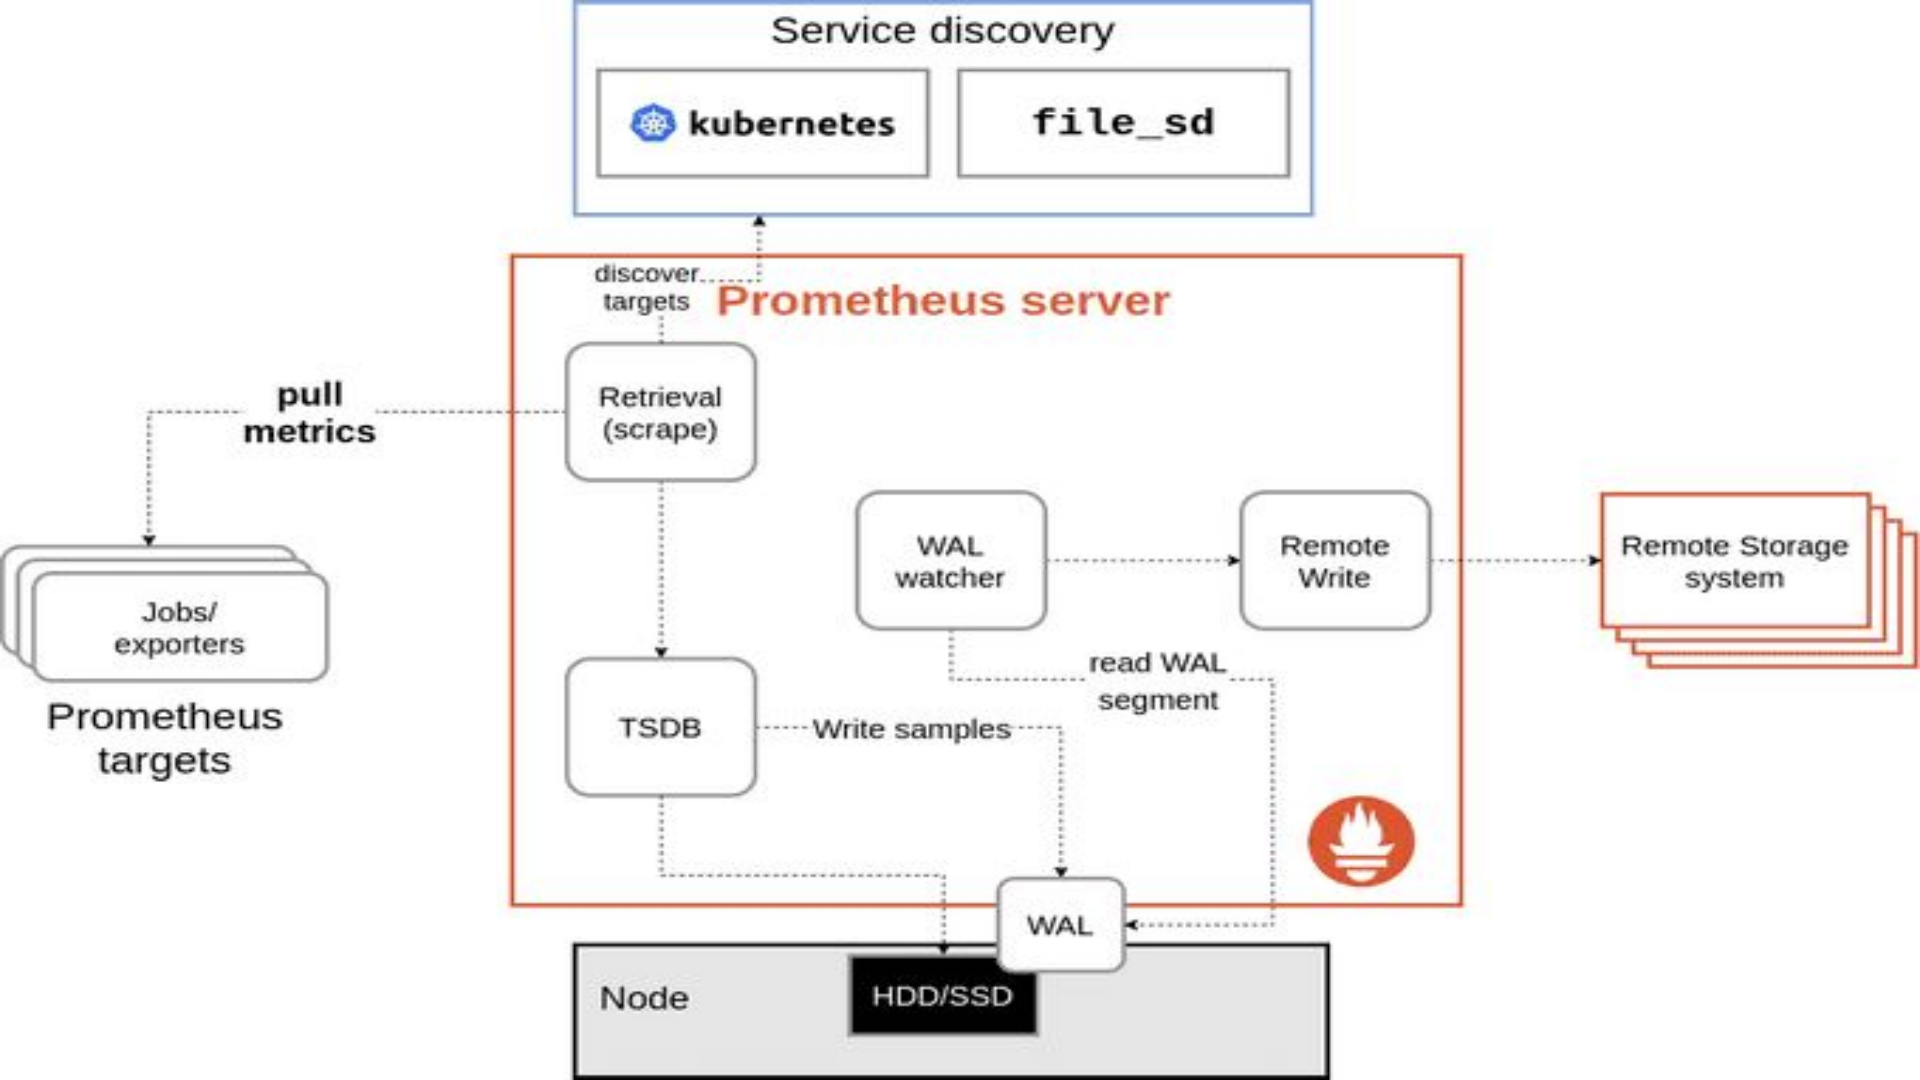 Service discovery
kubernetes
file_sd
discover
targets
Prometheus server
pull
metrics
Retrieval
(scrape)
WAL
watcher
Remote
Write
Remote Storage
system
Jobs/
exporters
Prometheus
targets
read WAL
segment
TSDB
Write samples
WAL
Node
HDD/SSD